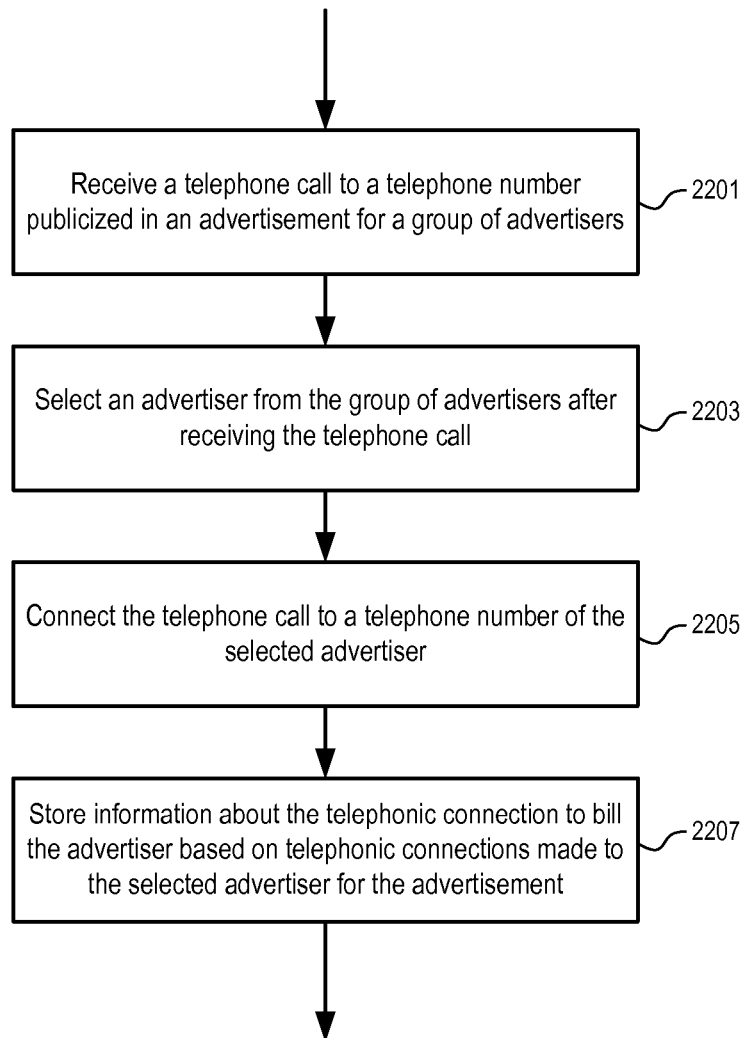 Receive a telephone call to a telephone number
publicized in an advertisement for a group of advertisers
2201
Select an advertiser from the group of advertisers after
receiving the telephone call
2203
Connect the telephone call to a telephone number of the
selected advertiser
2205
Store information about the telephonic connection to bill
the advertiser based on telephonic connections made to
the selected advertiser for the advertisement
2207